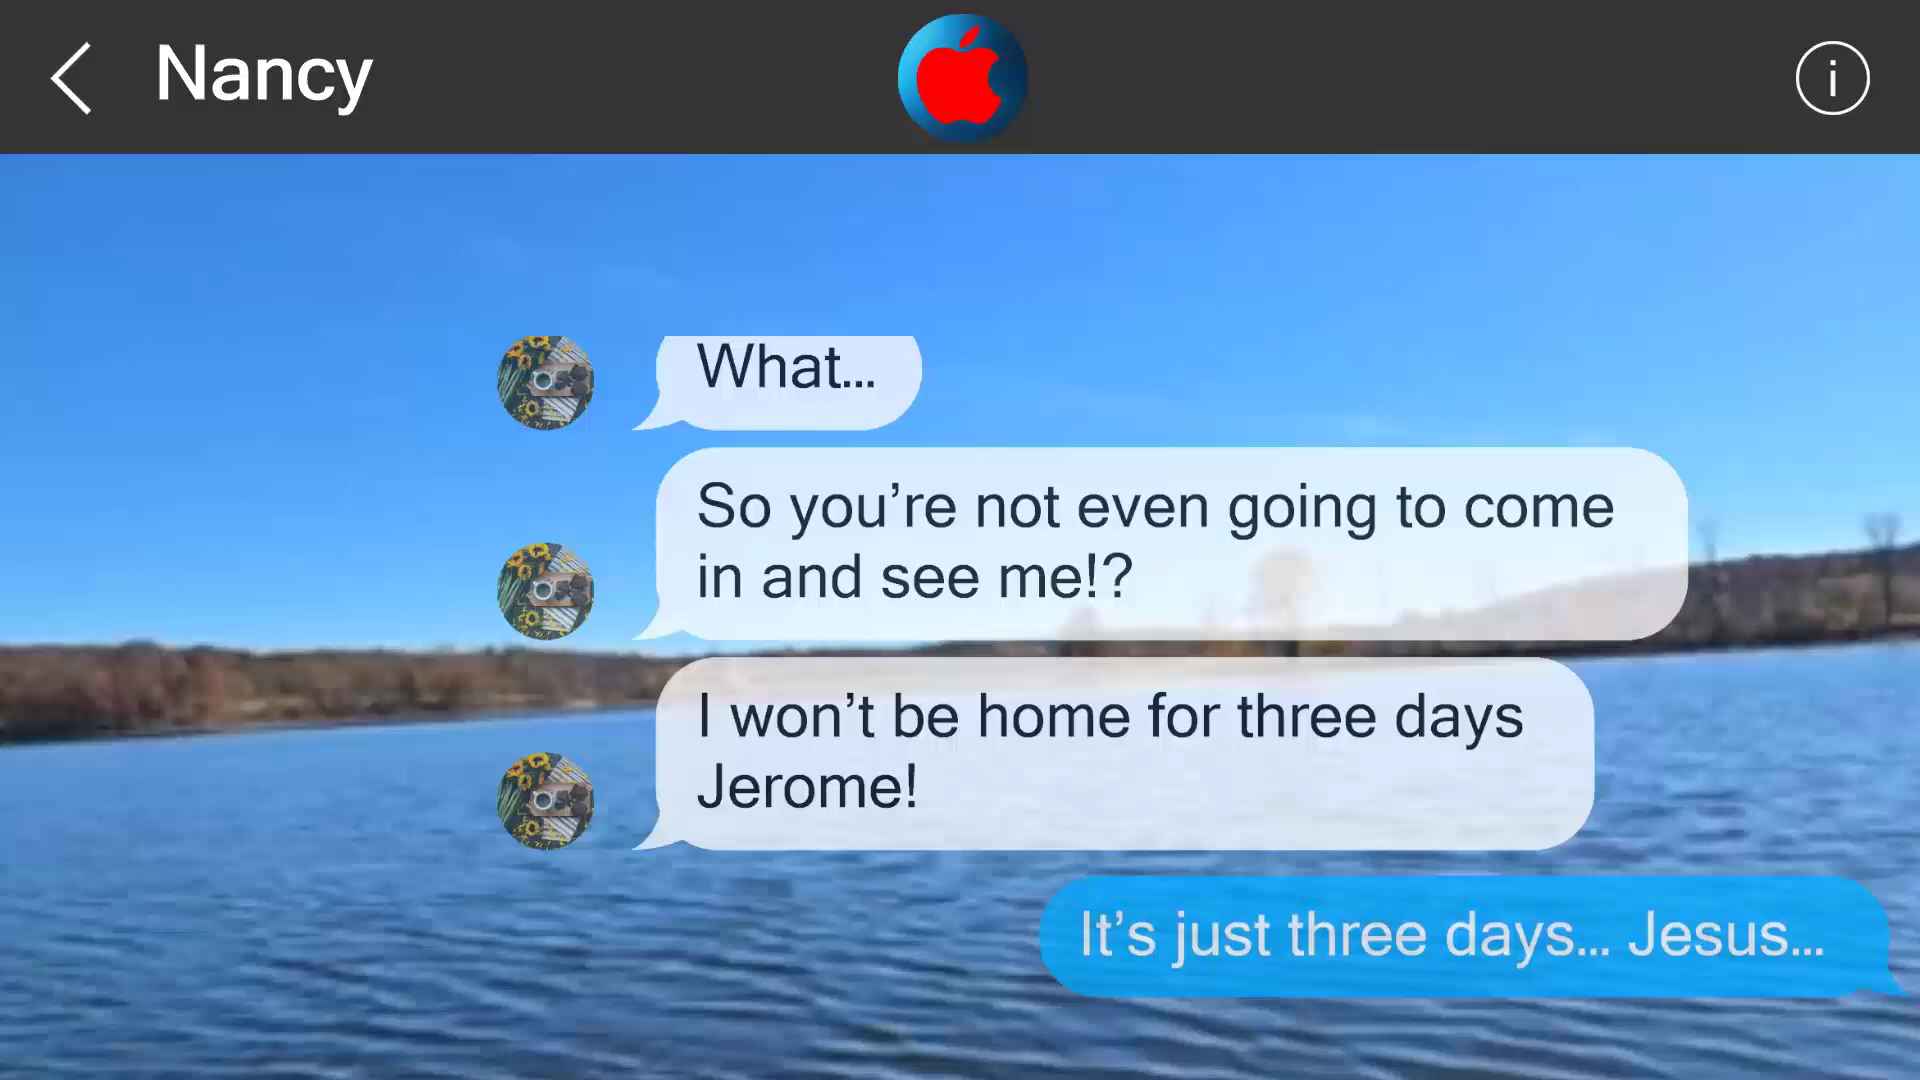 Nancy
i
What...
So you’re not even going to come
in and see me!?
I won’t be home for three days
Jerome!
It’s just three days... Jesus...